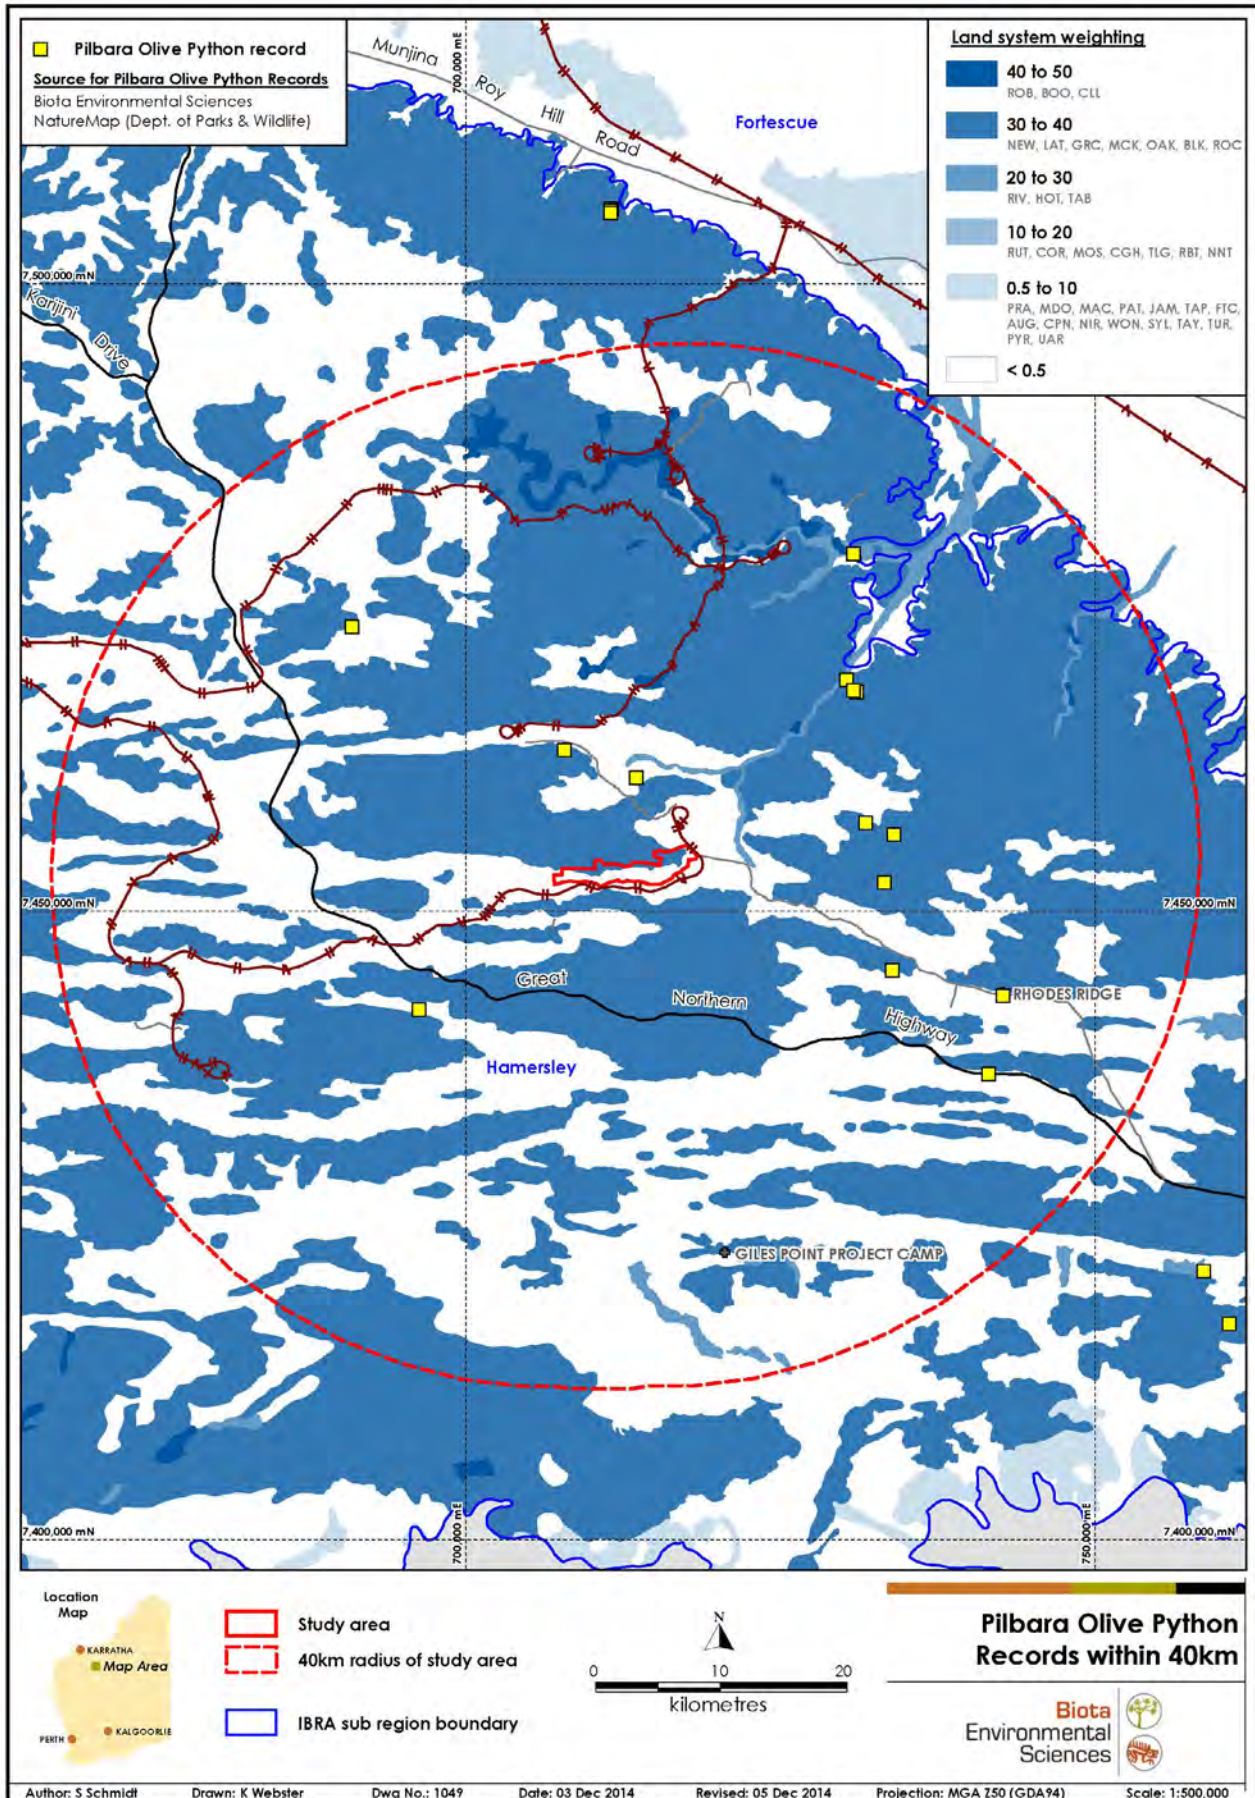 Pilbara Olive Python record
Source for Pilbara Olive Python Records
Biota Environmental Sciences
NatureMap (Dept. of Parks & Wildlife)
Land system weighting
40 to 50
ROB, BOO, CLL
30 to 40
NEW, LAT, GRC, MCK, OAK, BLK, ROC
20 to 30
RIV, HOT, TAB
10 to 20
RUT, COR, MOS, CGH, TLG, RBT, NNT
0.5 to 10
PRA, MDO, MAC, PAT, JAM, TAP, FTC,
AUG, CPN, NIR, WON, SYL, TAY, TUR,
PYR, UAR
< 0.5
700,000 mE
Munjina Roy Hill Road
Fortescue
7,500,000 mN
Karijini Drive
7,450,000 mN
7,450,000 mN
Great Northern Highway
RHODES RIDGE
Hamersley
GILES POINT PROJECT CAMP
700,000 mE
750,000 mE
7,400,000 mN
7,400,000 mN
Location
Map
KARRATHA
Map Area
PERTH
KALGOORLIE
Study area
40km radius of study area
IBRA sub region boundary
N
0 10 20
kilometres
Pilbara Olive Python
Records within 40km
Biota
Environmental
Sciences
Author: S Schmidt Drawn: K Webster Dwg No.: 1049 Date: 03 Dec 2014 Revised: 05 Dec 2014 Projection: MGA Z50 (GDA94) Scale: 1:500,000